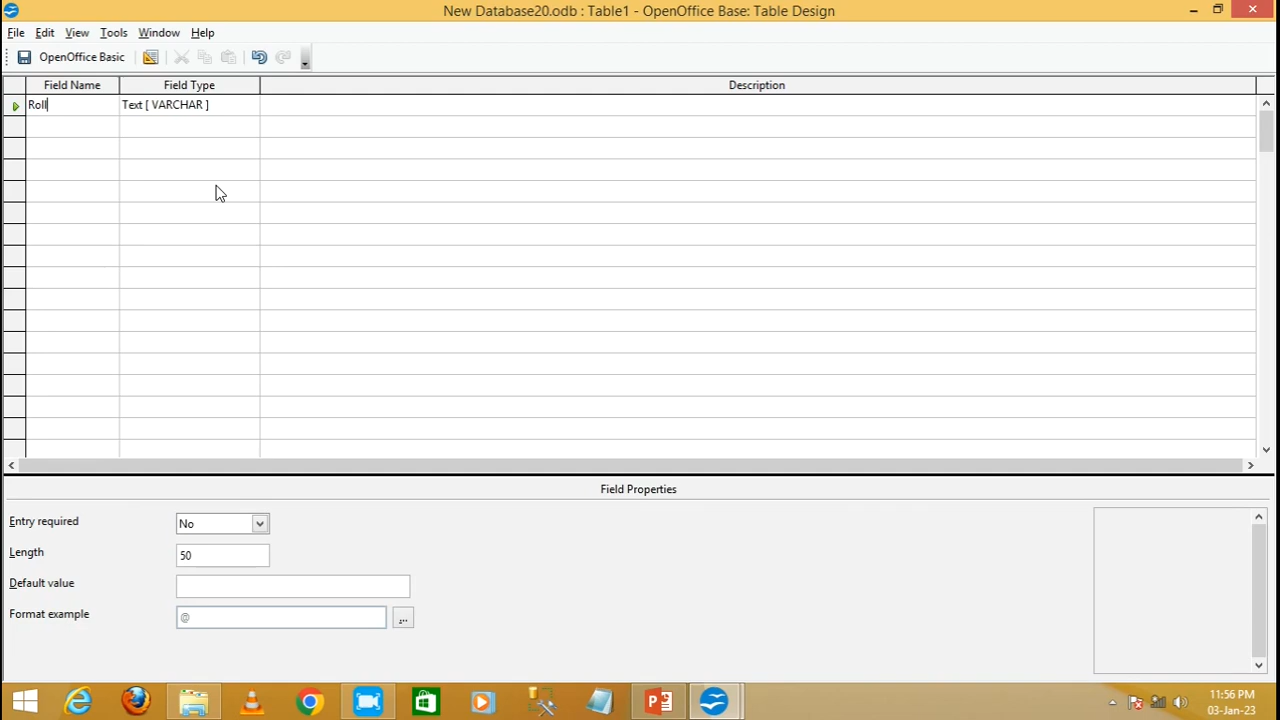 New Database20.odb : Table1 - OpenOffice Base: Table Design
File Edit View Tools Window Help
OpenOffice Basic
Field Name Field Type Description
Roll Text [ VARCHAR ]
Field Properties
Entry required No
Length 50
Default value
Format example @ ...
11:56 PM
03-Jan-23